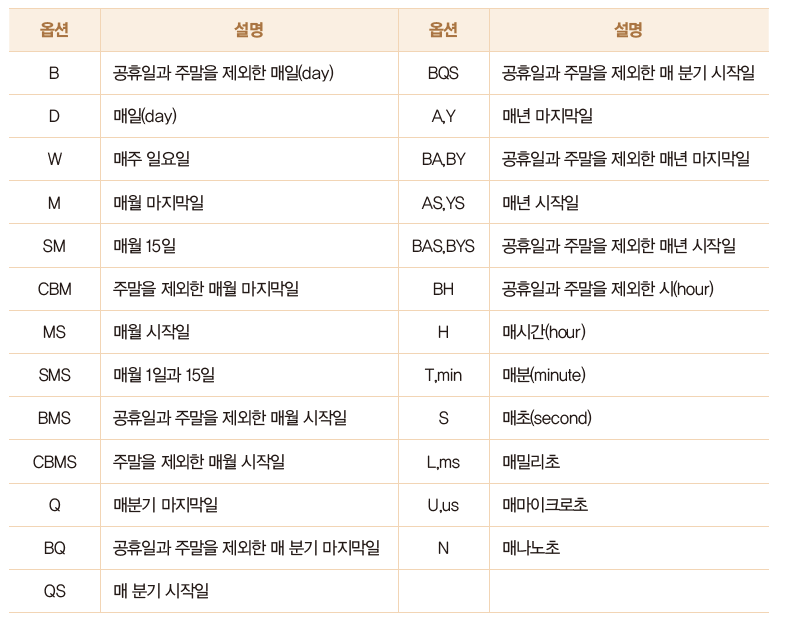 옵션 설명 옵션 설명
B 공휴일과 주말을 제외한 매일(day) BQS 공휴일과 주말을 제외한 매 분기 시작일
D 매일(day) A,Y 매년 마지막일
W 매주 일요일 BA,BY 공휴일과 주말을 제외한 매년 마지막일
M 매월 마지막일 AS,YS 매년 시작일
SM 매월 15일 BAS,BYS 공휴일과 주말을 제외한 매년 시작일
CBM 주말을 제외한 매월 마지막일 BH 공휴일과 주말을 제외한 시(hour)
MS 매월 시작일 H 매시간(hour)
SMS 매월 1일과 15일 T,min 매분(minute)
BMS 공휴일과 주말을 제외한 매월 시작일 S 매초(second)
CBMS 주말을 제외한 매월 시작일 L,ms 매밀리초
Q 매분기 마지막일 U,us 매마이크로초
BQ 공휴일과 주말을 제외한 매 분기 마지막일 N 매나노초
QS 매 분기 시작일